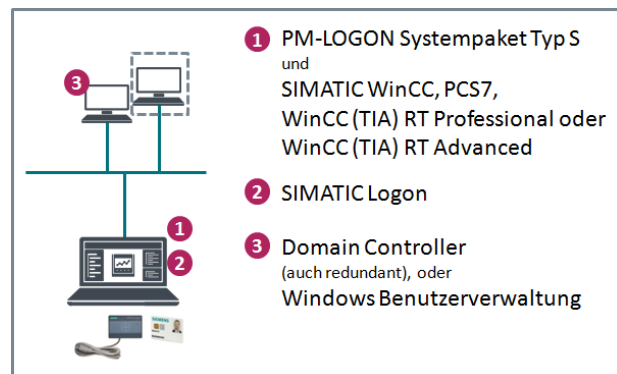 1 PM-LOGON Systempaket Typ S
und
SIMATIC WinCC, PCS7,
WinCC (TIA) RT Professional oder
WinCC (TIA) RT Advanced
2 SIMATIC Logon
3 Domain Controller
(auch redundant), oder
Windows Benutzerverwaltung
3
1
2
SIEMENS